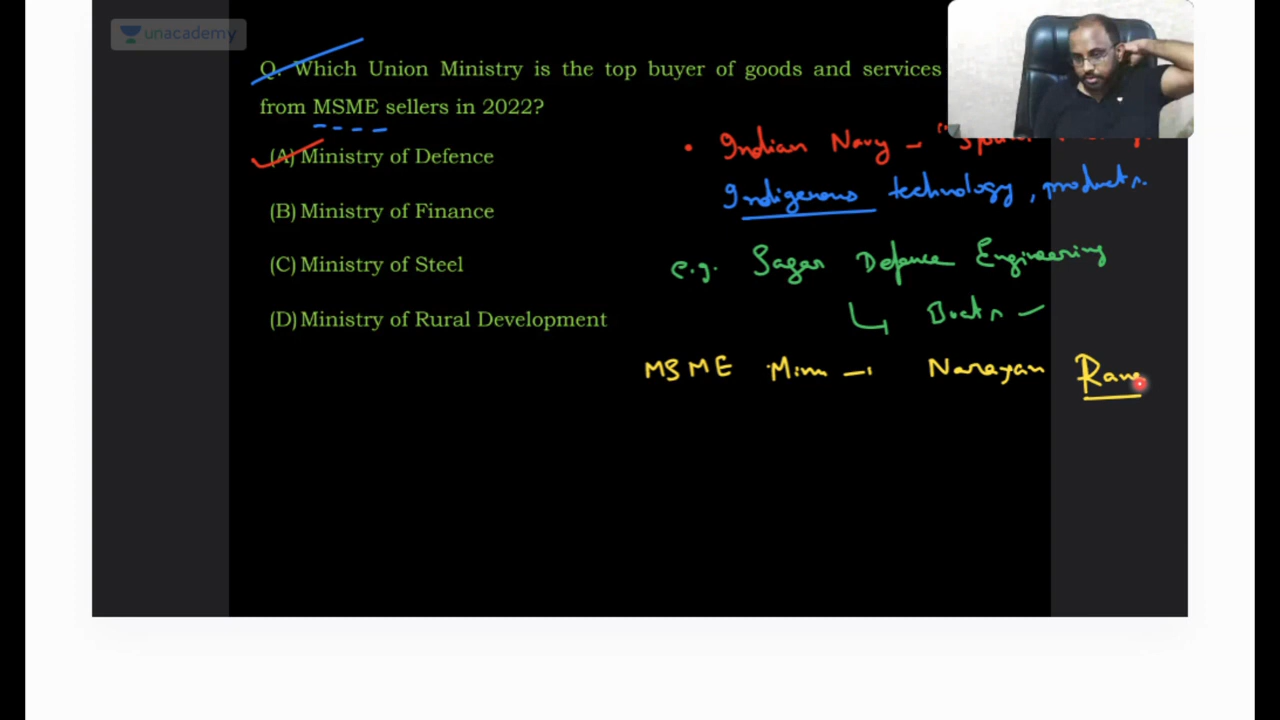 unacademy
Q. Which Union Ministry is the top buyer of goods and services
from MSME sellers in 2022?
(A) Ministry of Defence
(B) Ministry of Finance
(C) Ministry of Steel
(D) Ministry of Rural Development
• Indian Navy -
Indigenous technology, products.
e.g. Sagar Defence Engineering
MSME Minn - Narayan Rane